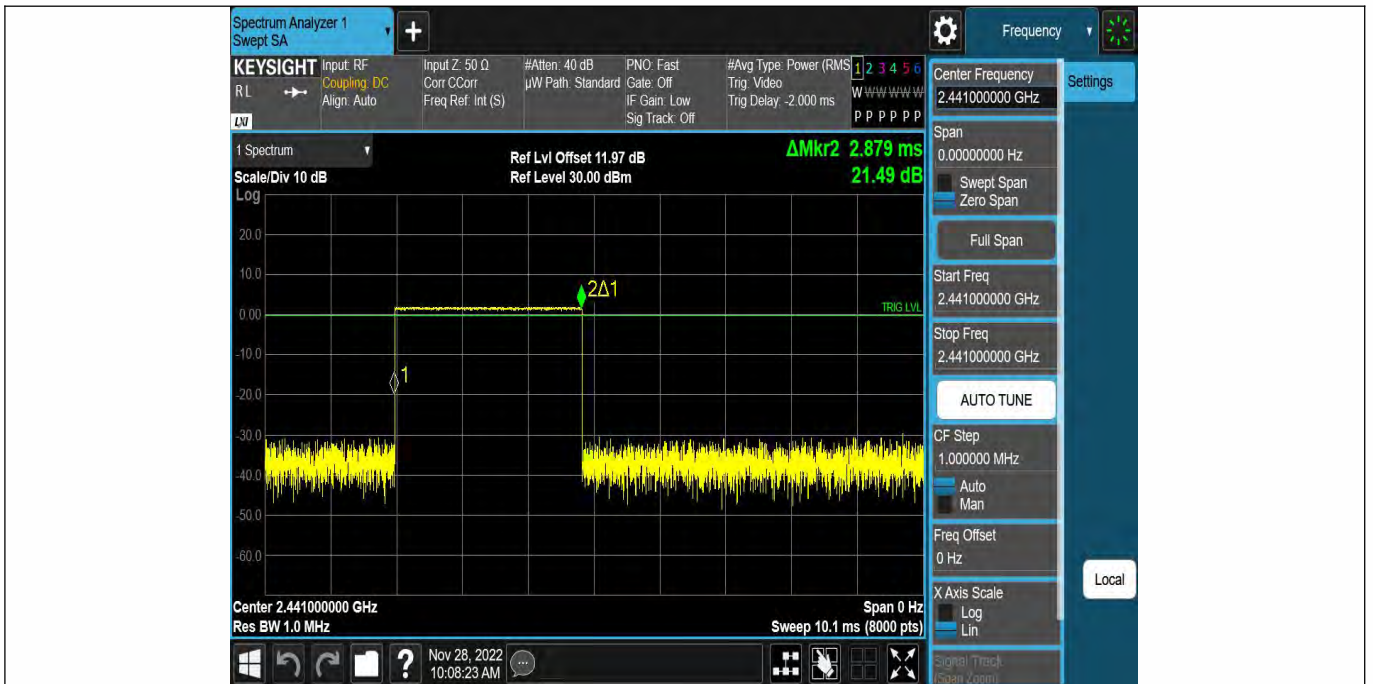 Spectrum Analyzer 1
Swept SA
+
Frequency
KEYSIGHT
RL
LXI
Input: RF
Coupling: DC
Align: Auto
Input Z: 50 Ω
Corr CCorr
Freq Ref: Int (S)
#Atten: 40 dB
µW Path: Standard
PNO: Fast
Gate: Off
IF Gain: Low
Sig Track: Off
#Avg Type: Power (RMS
Trig: Video
Trig Delay: -2.000 ms
1 2 3 4 5 6
W W W W W W
P P P P P P
1 Spectrum
Scale/Div 10 dB
Log
Ref Lvl Offset 11.97 dB
Ref Level 30.00 dBm
ΔMkr2 2.879 ms
21.49 dB
20.0
10.0
2Δ1
TRIG LVL
0.00
-10.0
1
-20.0
-30.0
-40.0
-50.0
-60.0
Center 2.441000000 GHz
Res BW 1.0 MHz
Span 0 Hz
Sweep 10.1 ms (8000 pts)
Center Frequency
2.441000000 GHz
Settings
Span
0.00000000 Hz
Swept Span
Zero Span
Full Span
Start Freq
2.441000000 GHz
Stop Freq
2.441000000 GHz
AUTO TUNE
CF Step
1.000000 MHz
Auto
Man
Freq Offset
0 Hz
X Axis Scale
Log
Lin
Local
Signal Track
(Span Zoom)
?
Nov 28, 2022
10:08:23 AM